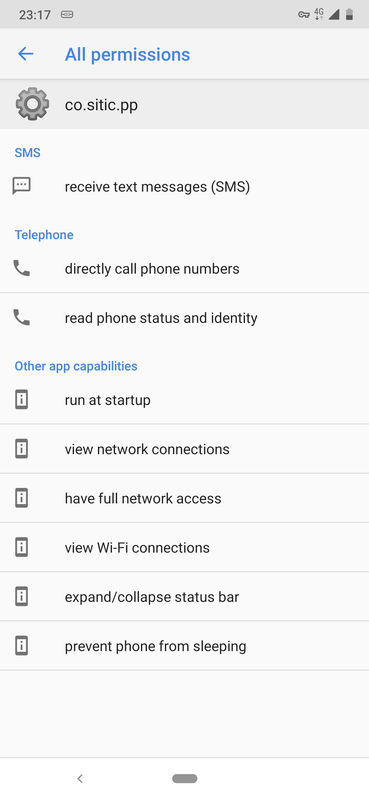 23:17
4G
All permissions
co.sitic.pp
SMS
receive text messages (SMS)
Telephone
directly call phone numbers
read phone status and identity
Other app capabilities
run at startup
view network connections
have full network access
view Wi-Fi connections
expand/collapse status bar
prevent phone from sleeping